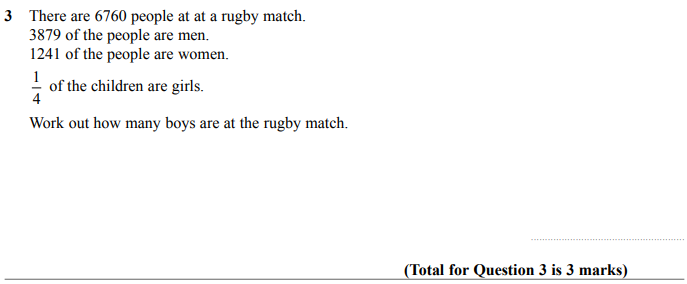 3 There are 6760 people at at a rugby match.
3879 of the people are men.
1241 of the people are women.
1/4 of the children are girls.
Work out how many boys are at the rugby match.
(Total for Question 3 is 3 marks)